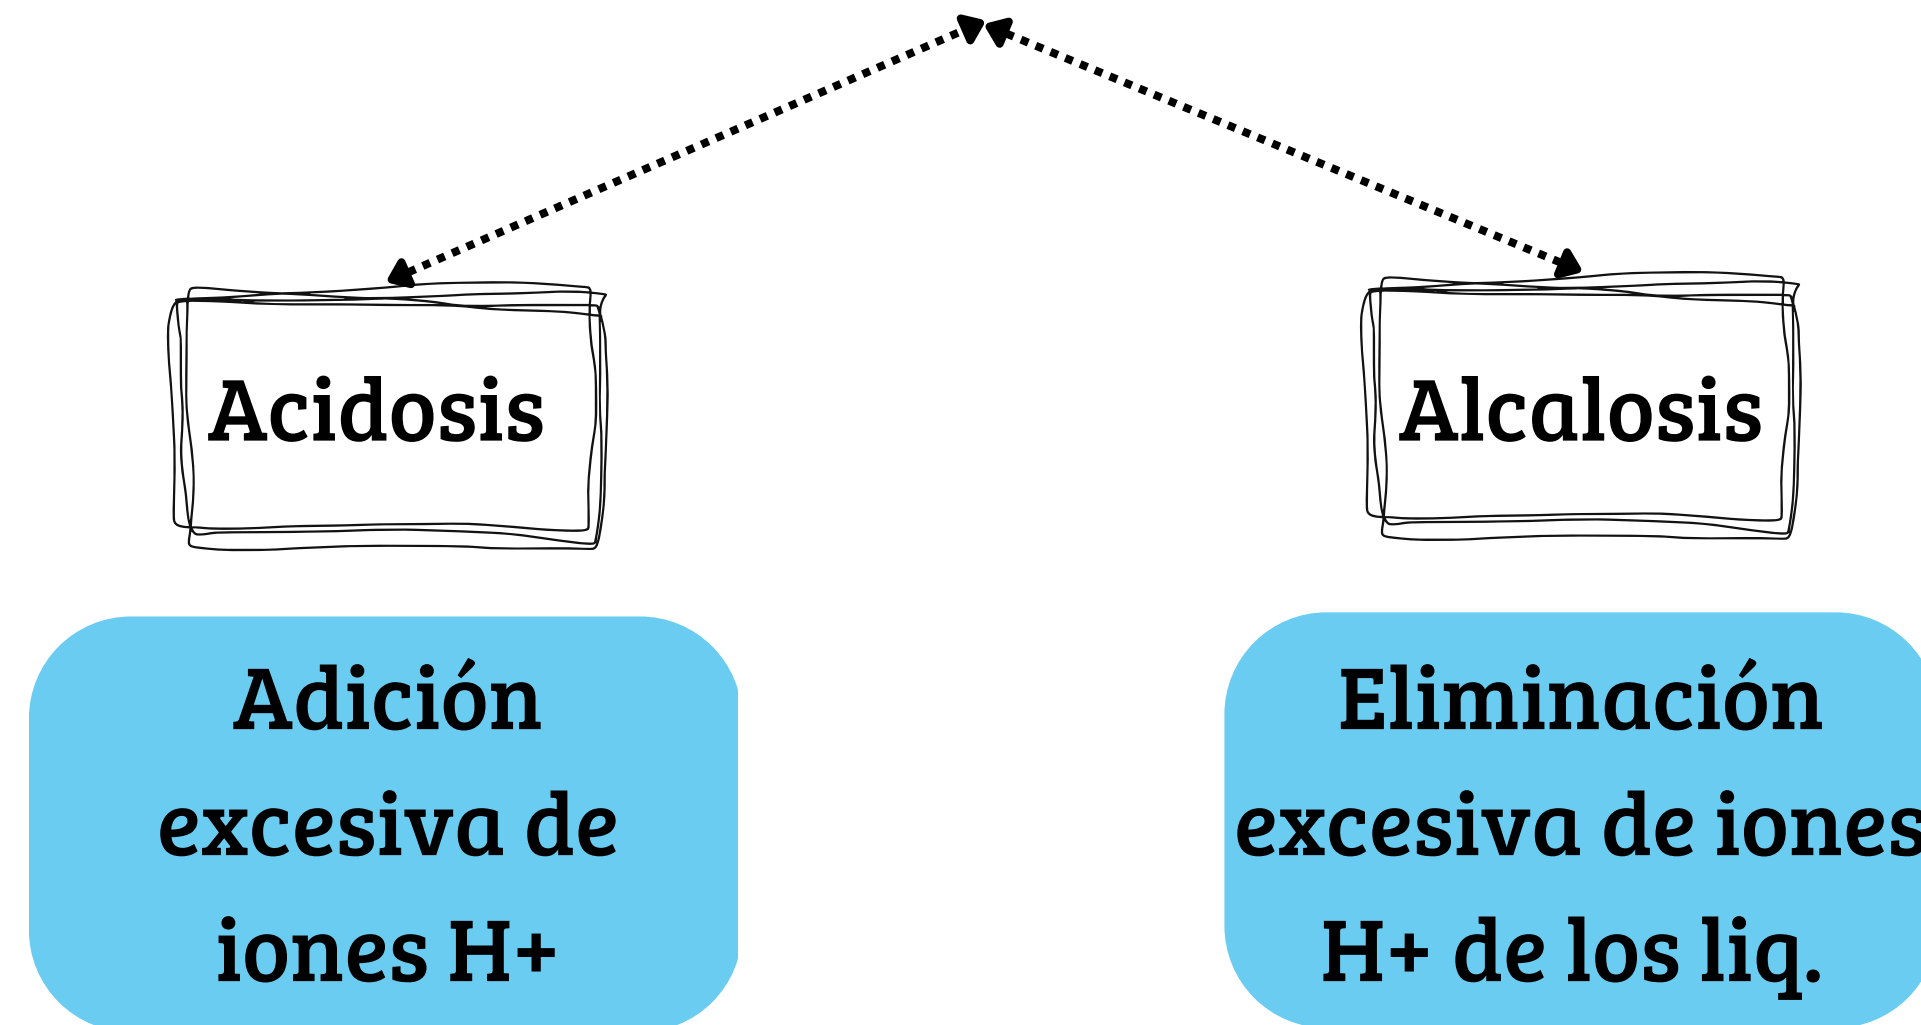 Acidosis
Alcalosis
Adición
excesiva de
iones H+
Eliminación
excesiva de iones
H+ de los liq.